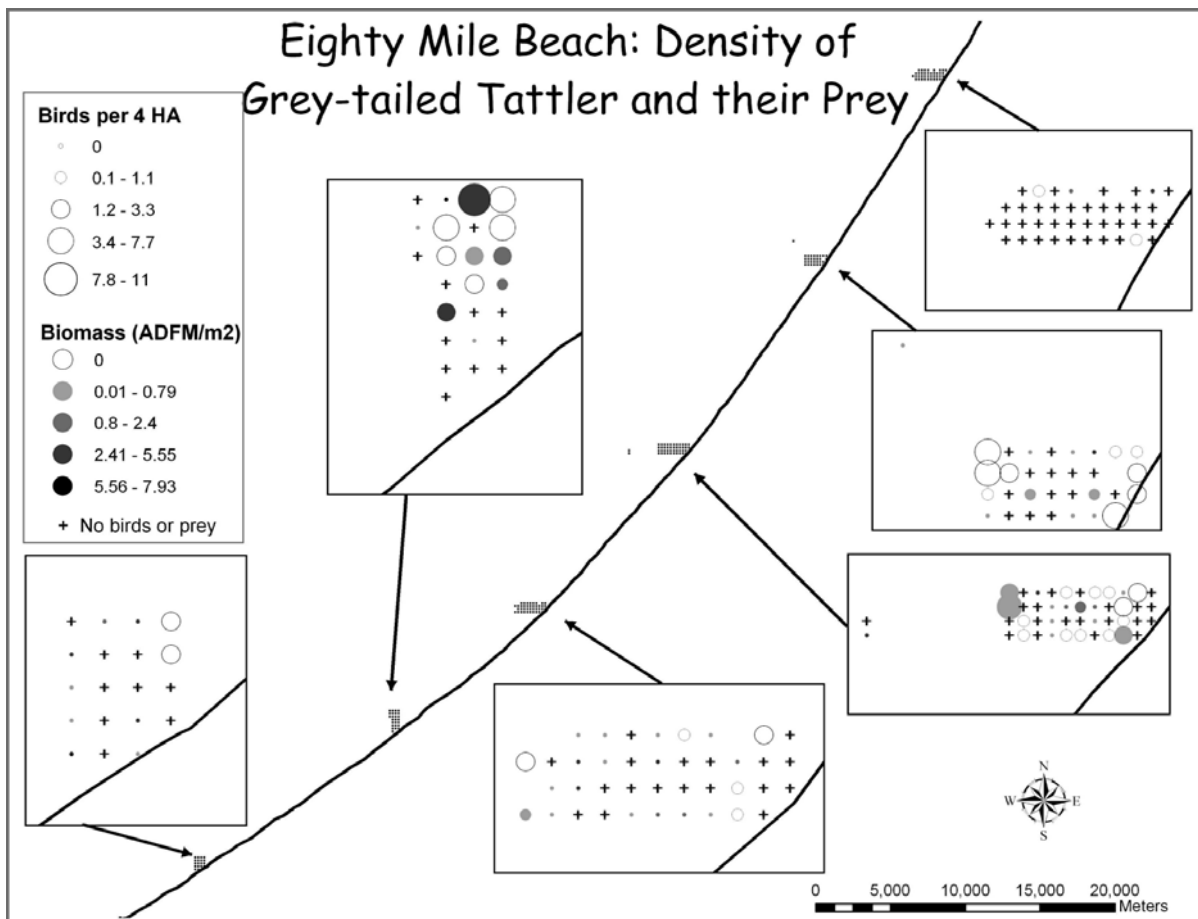 Eighty Mile Beach: Density of
Grey-tailed Tattler and their Prey
Birds per 4 HA
0
0.1 - 1.1
1.2 - 3.3
3.4 - 7.7
7.8 - 11
Biomass (ADFM/m2)
0
0.01 - 0.79
0.8 - 2.4
2.41 - 5.55
5.56 - 7.93
+ No birds or prey
N
W E
S
0 5,000 10,000 15,000 20,000
Meters